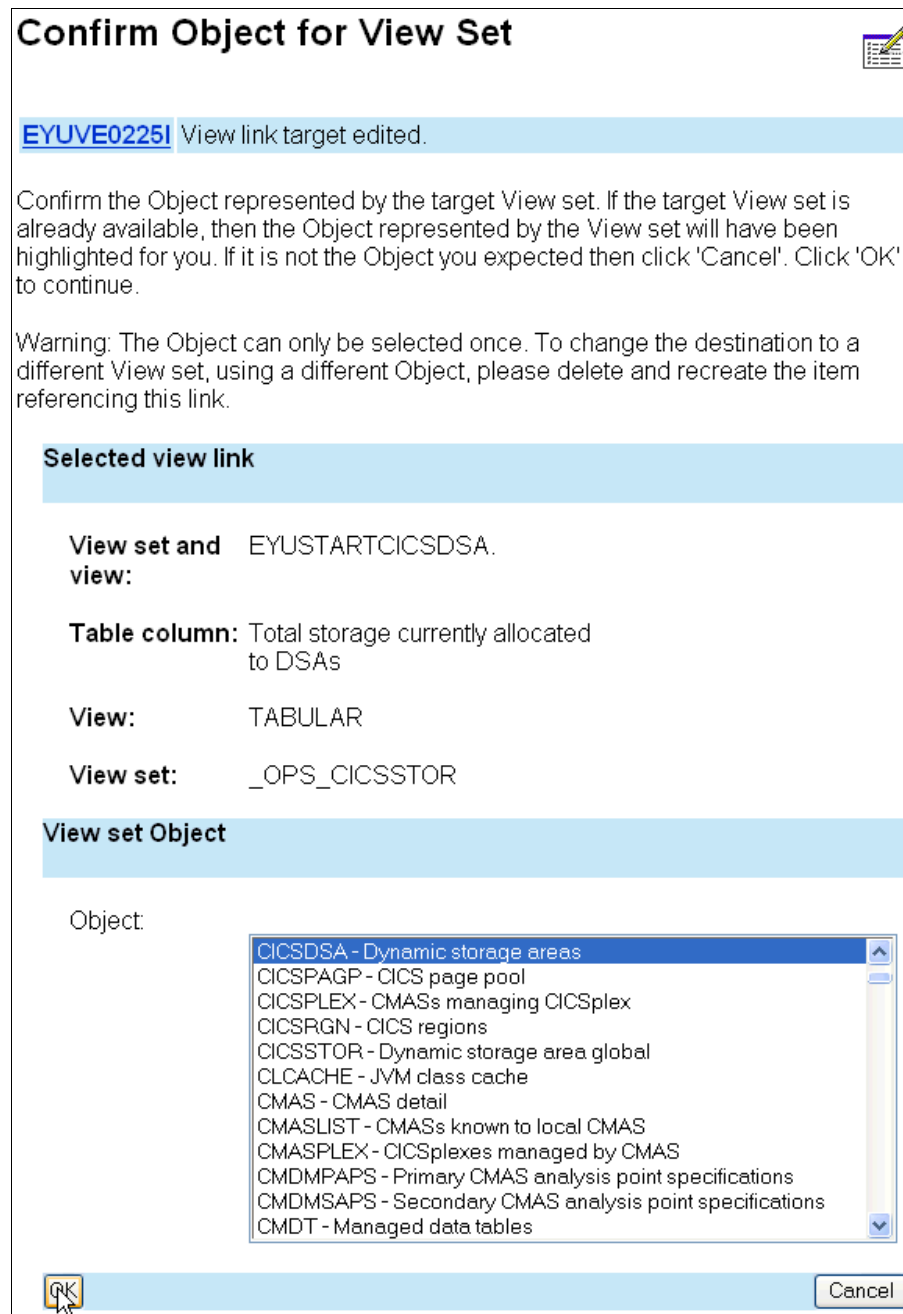 Confirm Object for View Set
EYUVE0225I View link target edited.
Confirm the Object represented by the target View set. If the target View set is
already available, then the Object represented by the View set will have been
highlighted for you. If it is not the Object you expected then click 'Cancel'. Click 'OK'
to continue.
Warning: The Object can only be selected once. To change the destination to a
different View set, using a different Object, please delete and recreate the item
referencing this link.
Selected view link
View set and EYUSTARTCICSDSA.
view:
Table column: Total storage currently allocated
to DSAs
View: TABULAR
View set: _OPS_CICSSTOR
View set Object
Object:
CICSDSA - Dynamic storage areas
CICSPAGP - CICS page pool
CICSPLEX - CMASs managing CICSplex
CICSRGN - CICS regions
CICSSTOR - Dynamic storage area global
CLCACHE - JVM class cache
CMAS - CMAS detail
CMASLIST - CMASs known to local CMAS
CMASPLEX - CICSplexes managed by CMAS
CMDMPAPS - Primary CMAS analysis point specifications
CMDMSAPS - Secondary CMAS analysis point specifications
CMDT - Managed data tables
OK Cancel